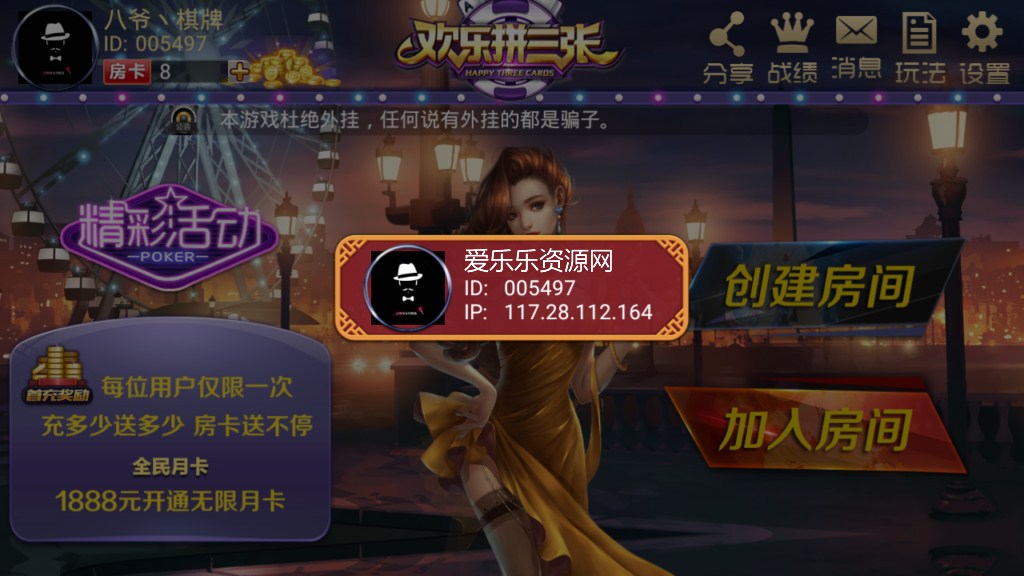 八爷丶棋牌
ID: 005497
房卡 8
欢乐拼三张
HAPPY THREE CARDS
分享 战绩 消息 玩法 设置
本游戏杜绝外挂，任何说有外挂的都是骗子。
精彩活动
POKER
爱乐乐资源网
ID: 005497
IP: 117.28.112.164
创建房间
加入房间
首充奖励
每位用户仅限一次
充多少送多少 房卡送不停
全民月卡
1888元开通无限月卡